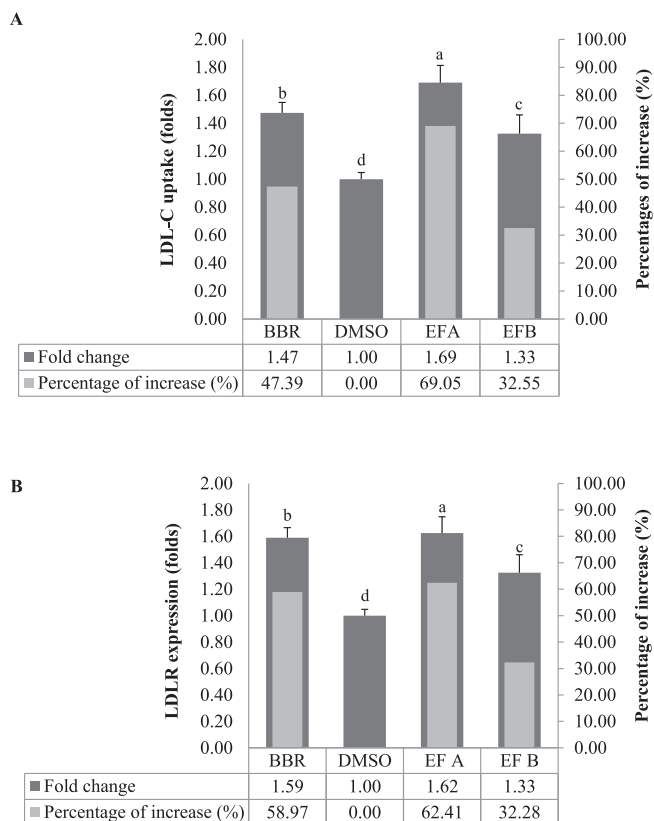 A
2.00
1.80
1.60
1.40
1.20
1.00
0.80
0.60
0.40
0.20
0.00
LDL-C uptake (folds)
b
d
a
c
100.00
90.00
80.00
70.00
60.00
50.00
40.00
30.00
20.00
10.00
0.00
Percentages of increase (%)
BBR DMSO EFA EFB
Fold change 1.47 1.00 1.69 1.33
Percentage of increase (%) 47.39 0.00 69.05 32.55
B
2.00
1.80
1.60
1.40
1.20
1.00
0.80
0.60
0.40
0.20
0.00
LDLR expression (folds)
b
d
a
c
100.00
90.00
80.00
70.00
60.00
50.00
40.00
30.00
20.00
10.00
0.00
Percentage of increase (%)
BBR DMSO EF A EF B
Fold change 1.59 1.00 1.62 1.33
Percentage of increase (%) 58.97 0.00 62.41 32.28